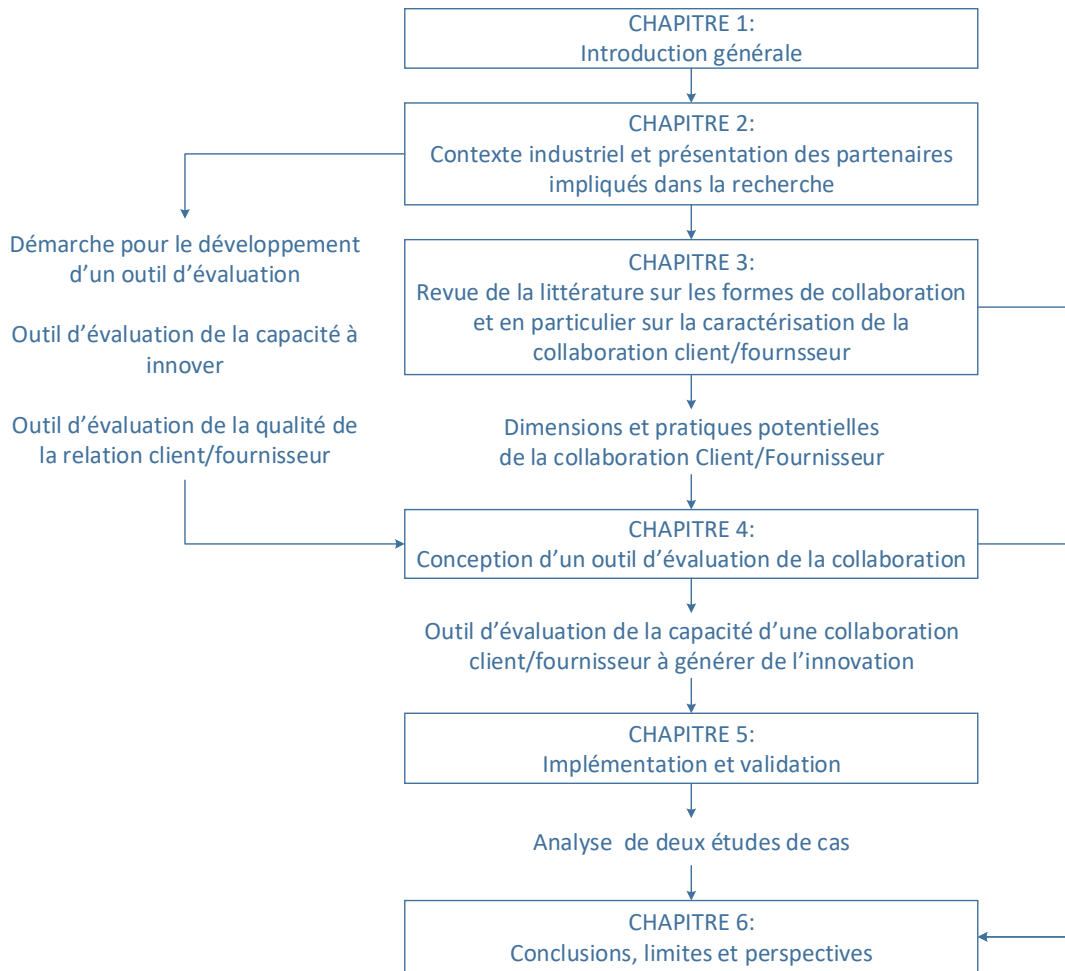 CHAPITRE 1:
Introduction générale
CHAPITRE 2:
Contexte industriel et présentation des partenaires
impliqués dans la recherche
Démarche pour le développement
d'un outil d'évaluation
Outil d'évaluation de la capacité à
innover
Outil d'évaluation de la qualité de
la relation client/fournisseur
CHAPITRE 3:
Revue de la littérature sur les formes de collaboration
et en particulier sur la caractérisation de la
collaboration client/fournsseur
Dimensions et pratiques potentielles
de la collaboration Client/Fournisseur
CHAPITRE 4:
Conception d'un outil d'évaluation de la collaboration
Outil d'évaluation de la capacité d'une collaboration
client/fournisseur à générer de l'innovation
CHAPITRE 5:
Implémentation et validation
Analyse de deux études de cas
CHAPITRE 6:
Conclusions, limites et perspectives